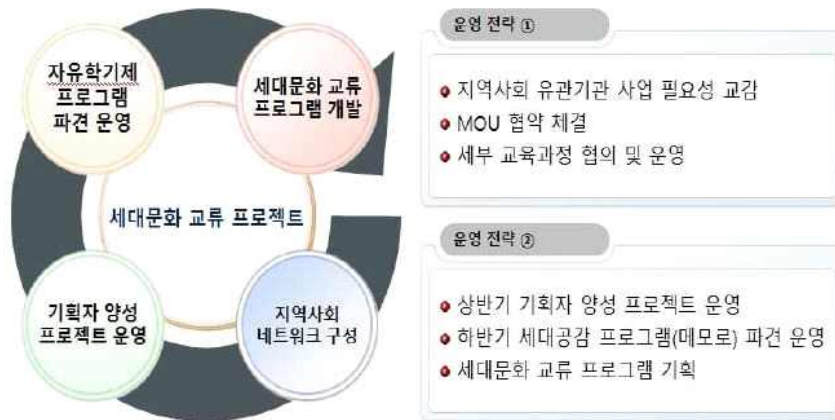 자유학기제
프로그램
파견 운영
세대문화 교류
프로그램 개발
세대문화 교류 프로젝트
기획자 양성
프로젝트 운영
지역사회
네트워크 구성
운영 전략 ①
지역사회 유관기관 사업 필요성 교감
MOU 협약 체결
세부 교육과정 협의 및 운영
운영 전략 ②
상반기 기획자 양성 프로젝트 운영
하반기 세대공감 프로그램(메모로) 파견 운영
세대문화 교류 프로그램 기획